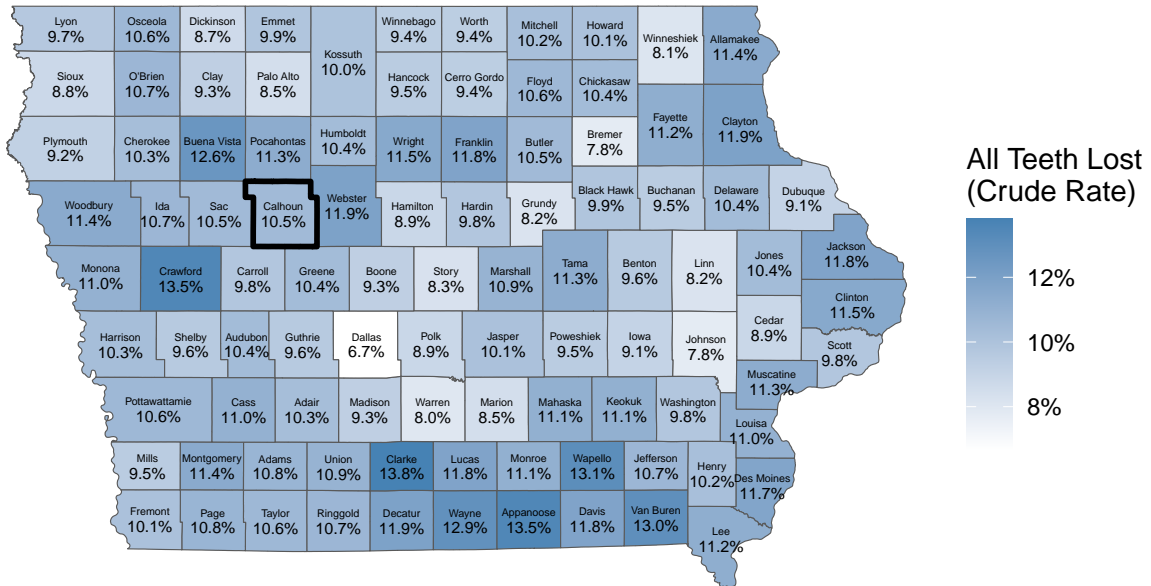 Lyon
9.7%
Osceola
10.6%
Dickinson
8.7%
Emmet
9.9%
Kossuth
10.0%
Winnebago
9.4%
Worth
9.4%
Mitchell
10.2%
Howard
10.1%
Winneshiek
8.1%
Allamakee
11.4%
Sioux
8.8%
O'Brien
10.7%
Clay
9.3%
Palo Alto
8.5%
Hancock
9.5%
Cerro Gordo
9.4%
Floyd
10.6%
Chickasaw
10.4%
Fayette
11.2%
Clayton
11.9%
Plymouth
9.2%
Cherokee
10.3%
Buena Vista
12.6%
Pocahontas
11.3%
Humboldt
10.4%
Wright
11.5%
Franklin
11.8%
Butler
10.5%
Bremer
7.8%
Woodbury
11.4%
Ida
10.7%
Sac
10.5%
Calhoun
10.5%
Webster
11.9%
Hamilton
8.9%
Hardin
9.8%
Grundy
8.2%
Black Hawk
9.9%
Buchanan
9.5%
Delaware
10.4%
Dubuque
9.1%
Monona
11.0%
Crawford
13.5%
Carroll
9.8%
Greene
10.4%
Boone
9.3%
Story
8.3%
Marshall
10.9%
Tama
11.3%
Benton
9.6%
Linn
8.2%
Jones
10.4%
Jackson
11.8%
Clinton
11.5%
Harrison
10.3%
Shelby
9.6%
Audubon
10.4%
Guthrie
9.6%
Dallas
6.7%
Polk
8.9%
Jasper
10.1%
Poweshiek
9.5%
Iowa
9.1%
Johnson
7.8%
Cedar
8.9%
Scott
9.8%
Muscatine
11.3%
Pottawattamie
10.6%
Cass
11.0%
Adair
10.3%
Madison
9.3%
Warren
8.0%
Marion
8.5%
Mahaska
11.1%
Keokuk
11.1%
Washington
9.8%
Louisa
11.0%
Mills
9.5%
Montgomery
11.4%
Adams
10.8%
Union
10.9%
Clarke
13.8%
Lucas
11.8%
Monroe
11.1%
Wapello
13.1%
Jefferson
10.7%
Henry
10.2%
Des Moines
11.7%
Fremont
10.1%
Page
10.8%
Taylor
10.6%
Ringgold
10.7%
Decatur
11.9%
Wayne
12.9%
Appanoose
13.5%
Davis
11.8%
Van Buren
13.0%
Lee
11.2%
All Teeth Lost
(Crude Rate)
12%
10%
8%